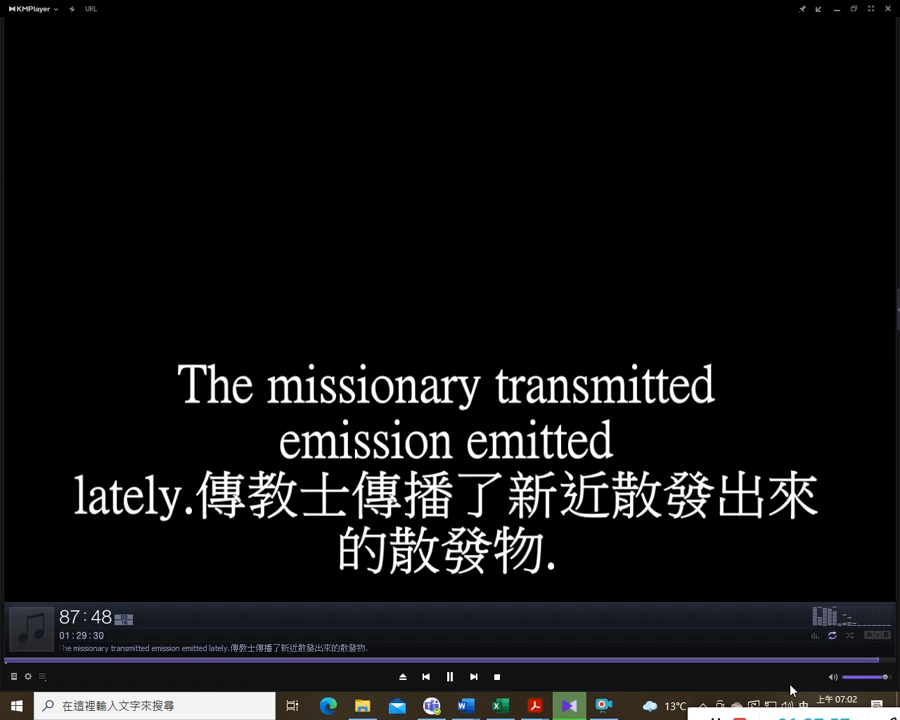 KMPlayer
URL
The missionary transmitted
emission emitted
lately.傳教士傳播了新近散發出來
的散發物.
87:48
01:29:30
The missionary transmitted emission emitted lately.傳教士傳播了新近散發出來的散發物.
在這裡輸入文字來搜尋
13°C
中
上午 07:02